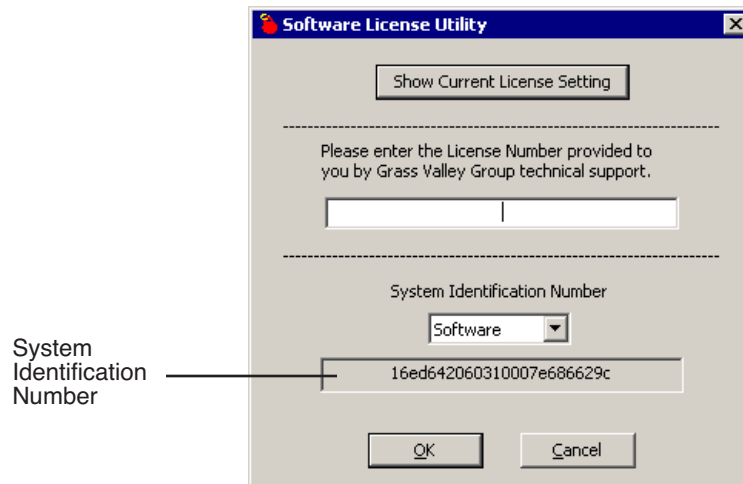 Software License Utility
Show Current License Setting
Please enter the License Number provided to
you by Grass Valley Group technical support.
System Identification Number
Software
System
Identification
Number
16ed642060310007e686629c
OK
Cancel